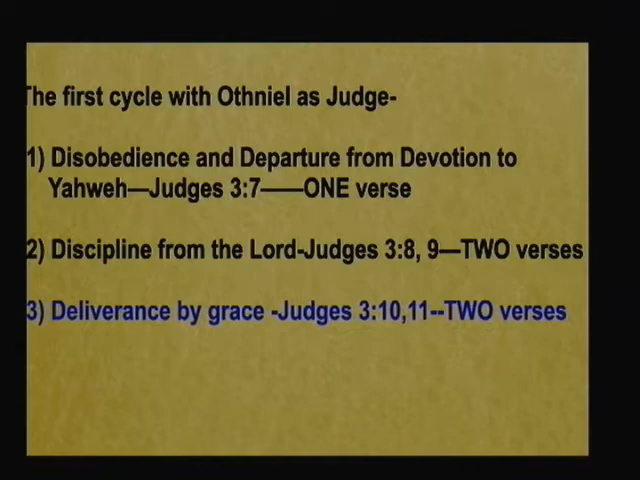 The first cycle with Othniel as Judge-
1) Disobedience and Departure from Devotion to
Yahweh—Judges 3:7——ONE verse
2) Discipline from the Lord-Judges 3:8, 9—TWO verses
3) Deliverance by grace -Judges 3:10,11--TWO verses